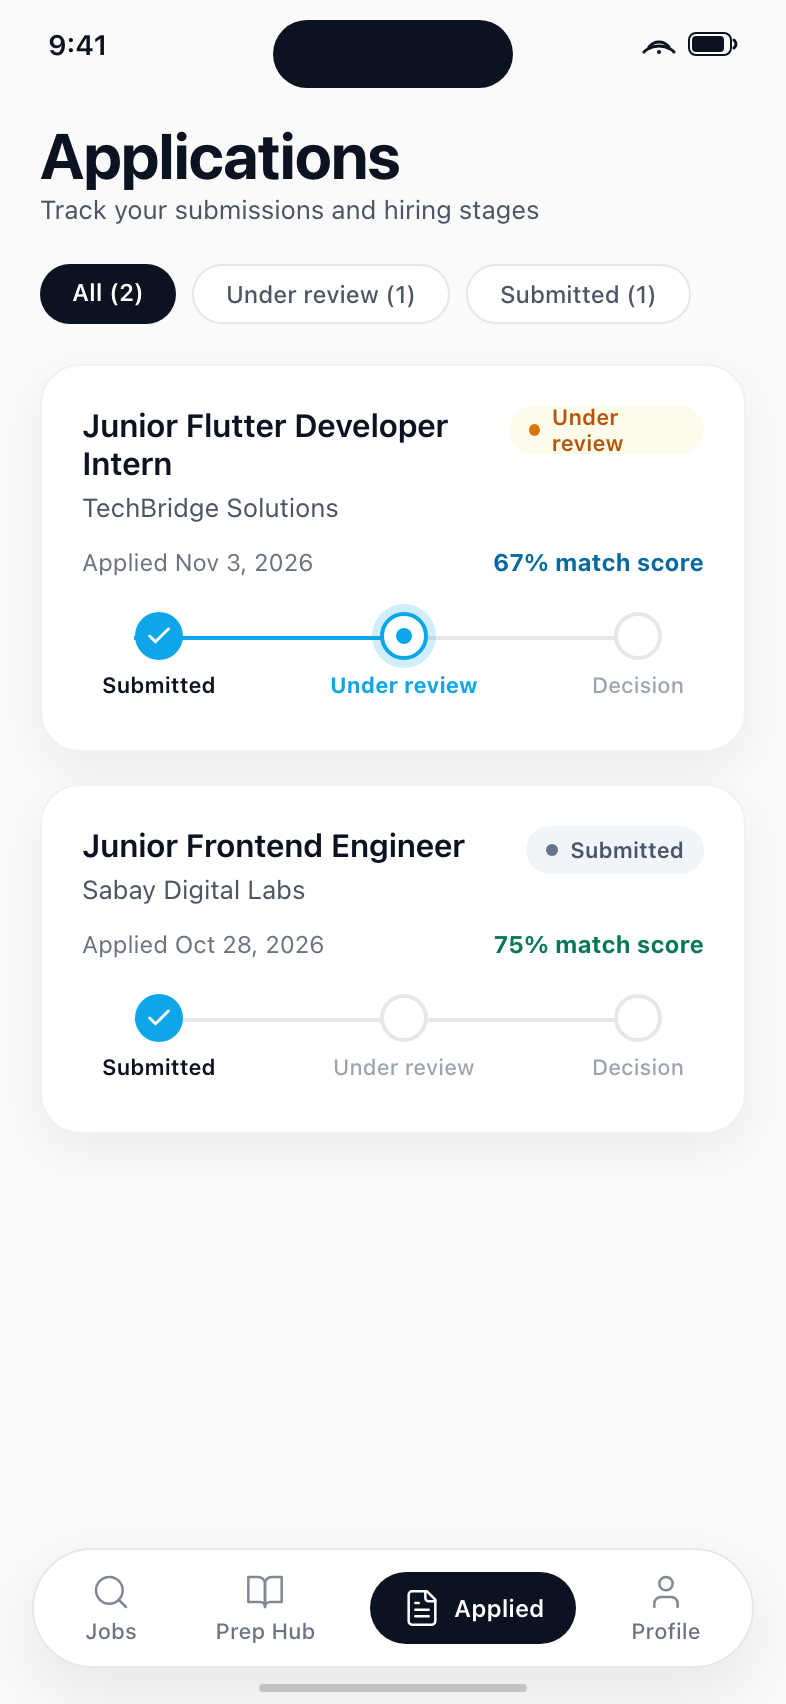 9:41
Applications
Track your submissions and hiring stages
All (2)
Under review (1)
Submitted (1)
Junior Flutter Developer
Intern
Under
review
TechBridge Solutions
Applied Nov 3, 2026
67% match score
Submitted
Under review
Decision
Junior Frontend Engineer
Submitted
Sabay Digital Labs
Applied Oct 28, 2026
75% match score
Submitted
Under review
Decision
Jobs
Prep Hub
Applied
Profile